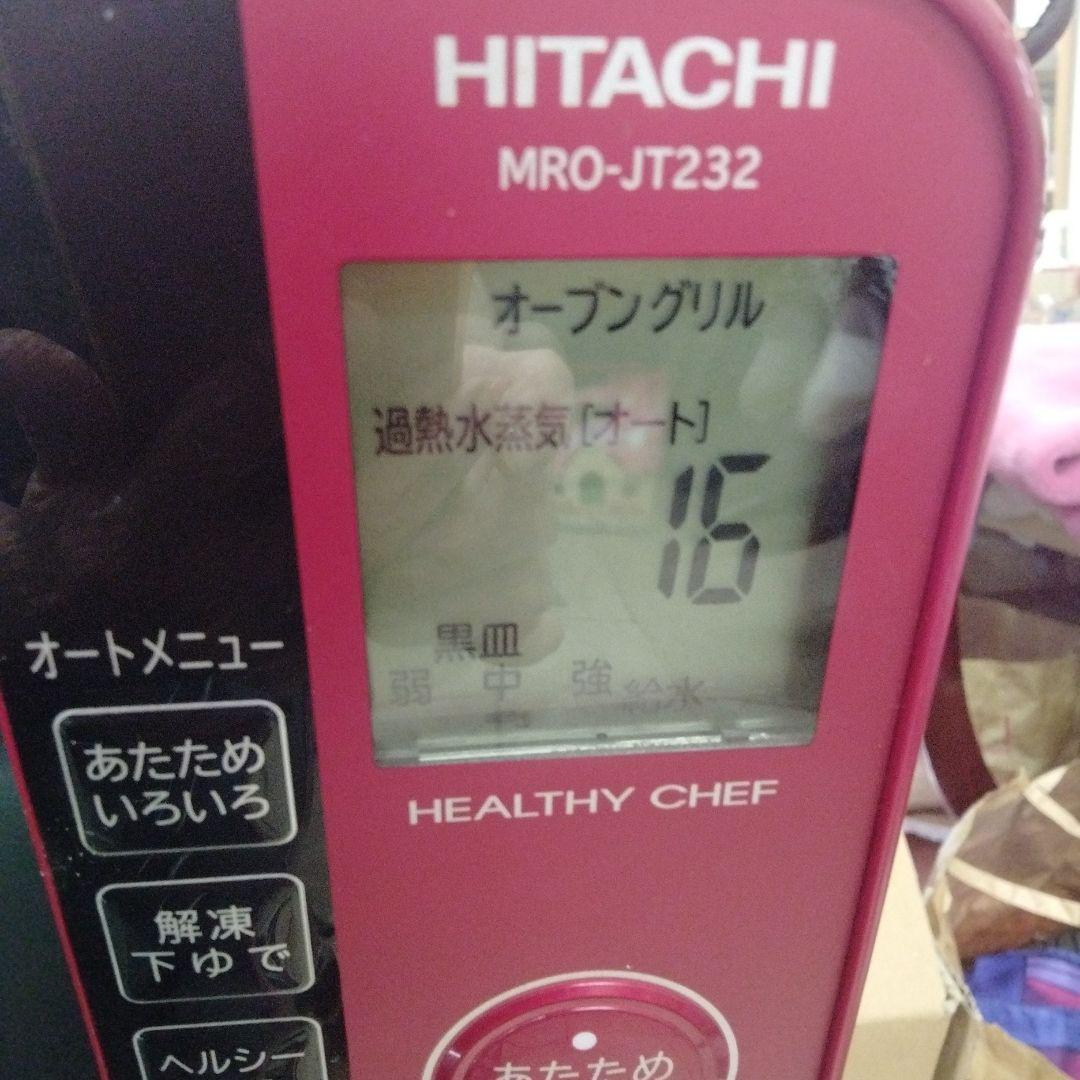 HITACHI
MRO-JT232
オーブングリル
過熱水蒸気[オート]
16
黒皿
弱 中 強 給水
HEALTHY CHEF
オートメニュー
あたため
いろいろ
解凍
下ゆで
ヘルシー
あたため